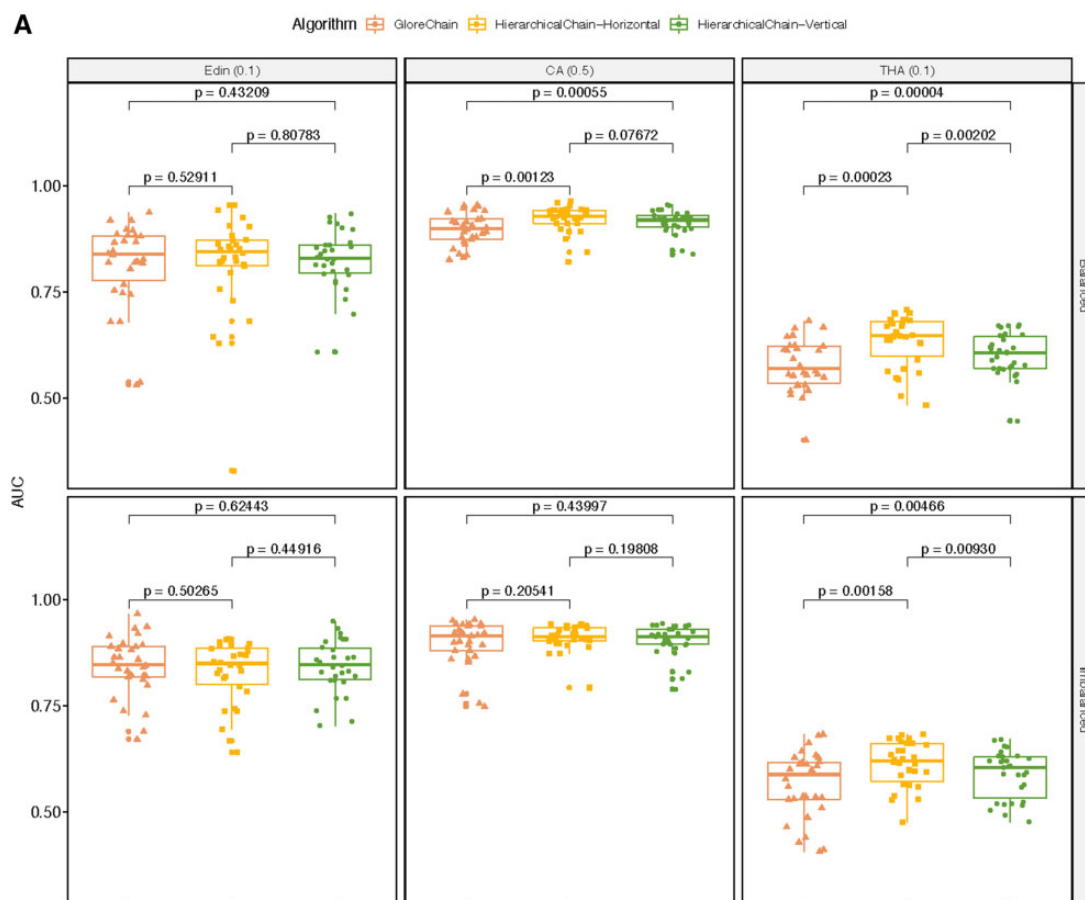 A
Algorithm GloreChain HierarchicalChain-Horizontal HierarchicalChain-Vertical
Edin (0.1) CA (0.5) THA (0.1)
p = 0.43209 p = 0.00055 p = 0.00004
p = 0.80783 p = 0.07672 p = 0.00202
p = 0.52911 p = 0.00123 p = 0.00023
1.00
0.75
0.50
AUC
p = 0.62443 p = 0.43997 p = 0.00466
p = 0.44916 p = 0.19808 p = 0.00930
p = 0.50265 p = 0.20541 p = 0.00158
1.00
0.75
0.50